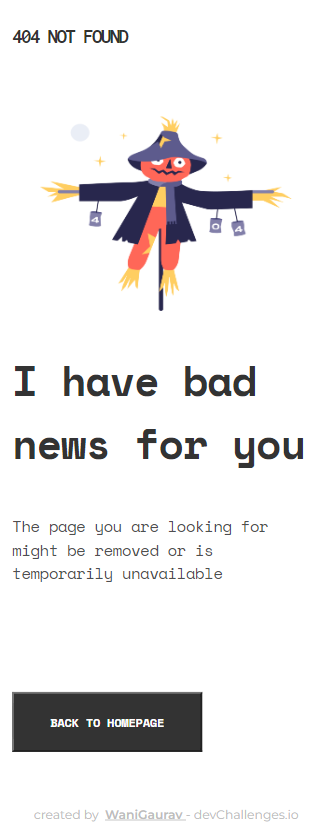 404 NOT FOUND
4
0
4
I have bad
news for you
The page you are looking for
might be removed or is
temporarily unavailable
BACK TO HOMEPAGE
created by WaniGaurav - devChallenges.io